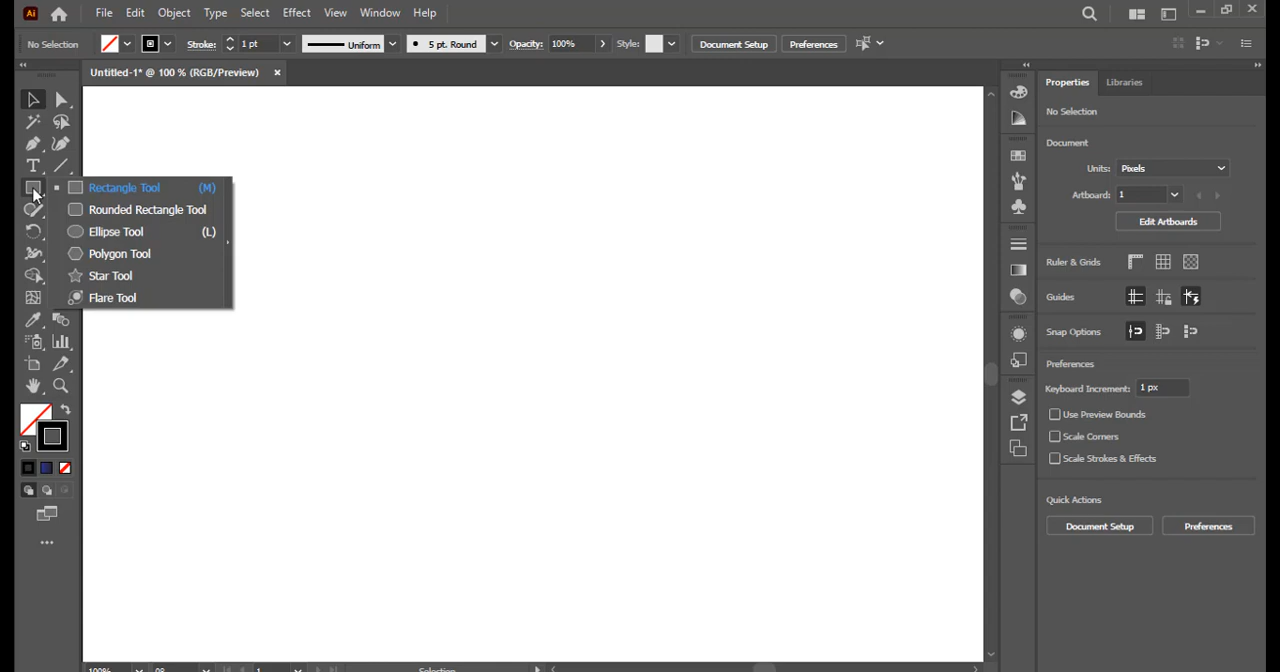 Ai File Edit Object Type Select Effect View Window Help
No Selection Stroke: 1 pt Uniform 5 pt. Round Opacity: 100% Style: Document Setup Preferences
Untitled-1* @ 100 % (RGB/Preview)
Properties Libraries
No Selection
Document
Units: Pixels
Artboard: 1
Edit Artboards
Ruler & Grids
Guides
Snap Options
Preferences
Keyboard Increment: 1 px
Use Preview Bounds
Scale Corners
Scale Strokes & Effects
Quick Actions
Document Setup Preferences
Rectangle Tool (M)
Rounded Rectangle Tool
Ellipse Tool (L)
Polygon Tool
Star Tool
Flare Tool
100% 0° 1 Selection